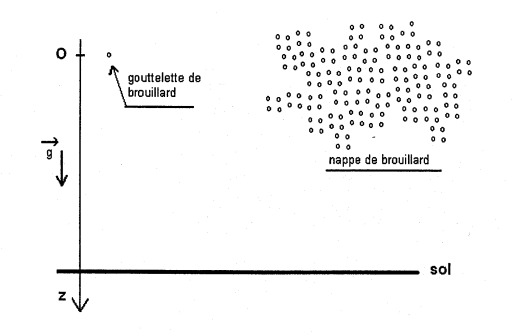 O
gouttelette de
brouillard
g
nappe de brouillard
sol
z